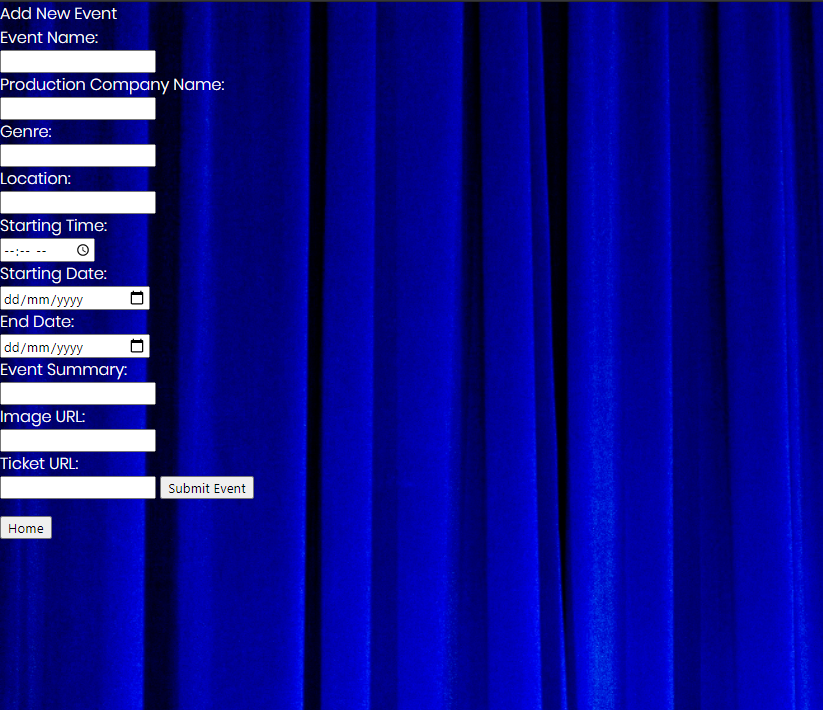 Add New Event
Event Name:
Production Company Name:
Genre:
Location:
Starting Time:
--:-- --
Starting Date:
dd/mm/yyyy
End Date:
dd/mm/yyyy
Event Summary:
Image URL:
Ticket URL:
Submit Event
Home